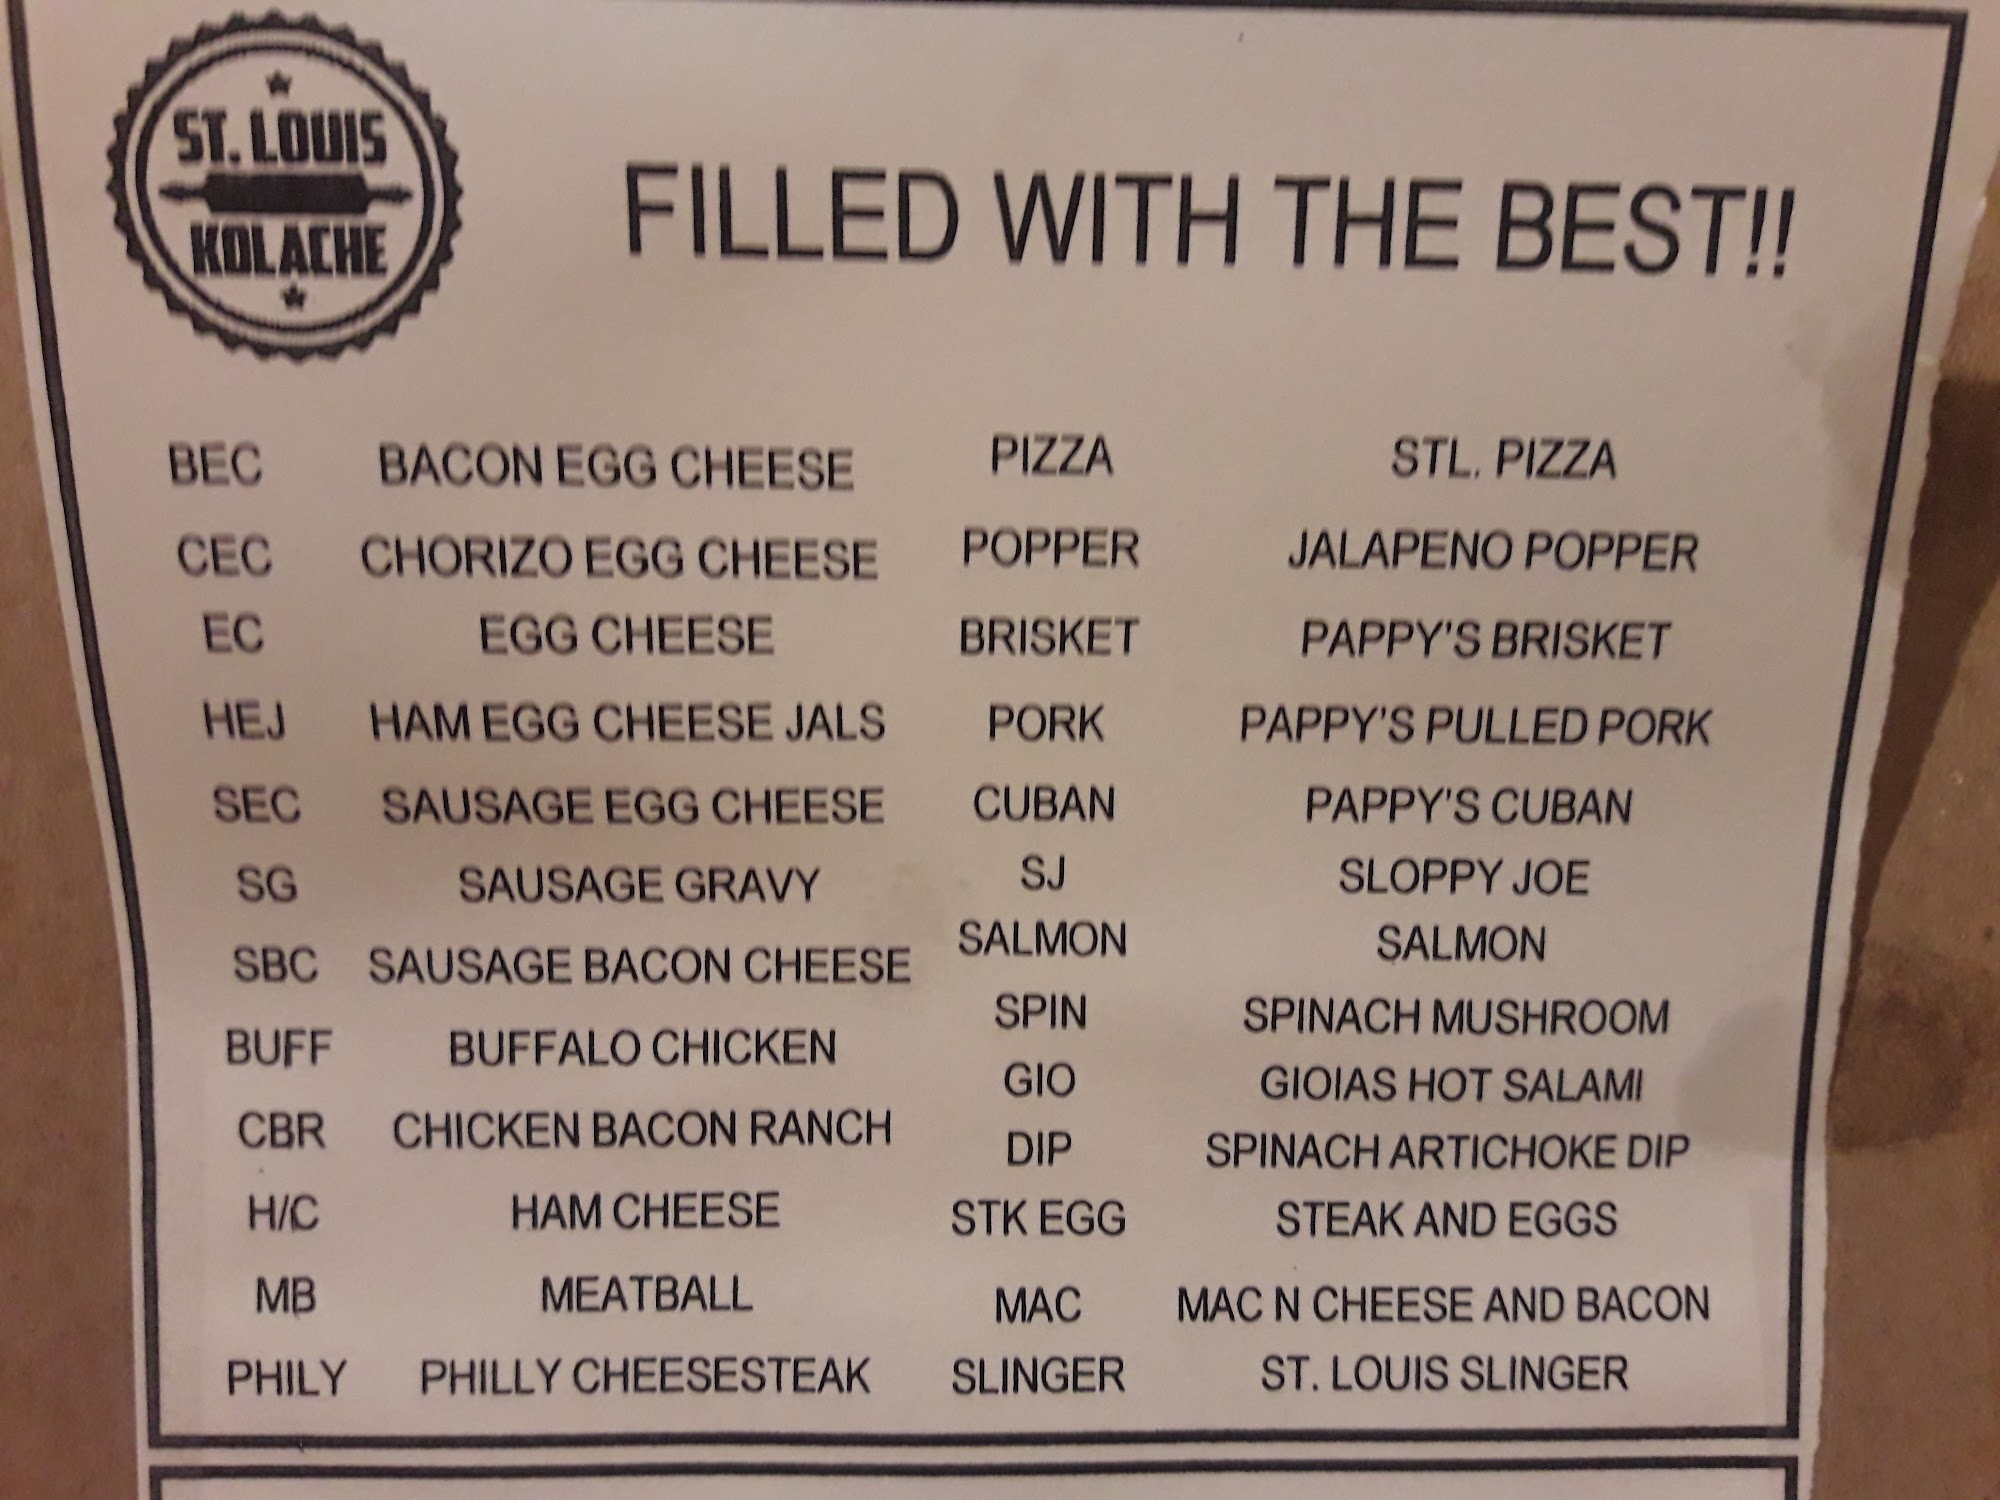 ST. LOUIS
KOLACHE
FILLED WITH THE BEST!!
BEC BACON EGG CHEESE PIZZA STL. PIZZA
CEC CHORIZO EGG CHEESE POPPER JALAPENO POPPER
EC EGG CHEESE BRISKET PAPPY'S BRISKET
HEJ HAM EGG CHEESE JALS PORK PAPPY'S PULLED PORK
SEC SAUSAGE EGG CHEESE CUBAN PAPPY'S CUBAN
SG SAUSAGE GRAVY SJ SLOPPY JOE
SBC SAUSAGE BACON CHEESE SALMON SALMON
BUFF BUFFALO CHICKEN SPIN SPINACH MUSHROOM
GIO GIOIAS HOT SALAMI
CBR CHICKEN BACON RANCH DIP SPINACH ARTICHOKE DIP
H/C HAM CHEESE STK EGG STEAK AND EGGS
MB MEATBALL MAC MAC N CHEESE AND BACON
PHILY PHILLY CHEESESTEAK SLINGER ST. LOUIS SLINGER